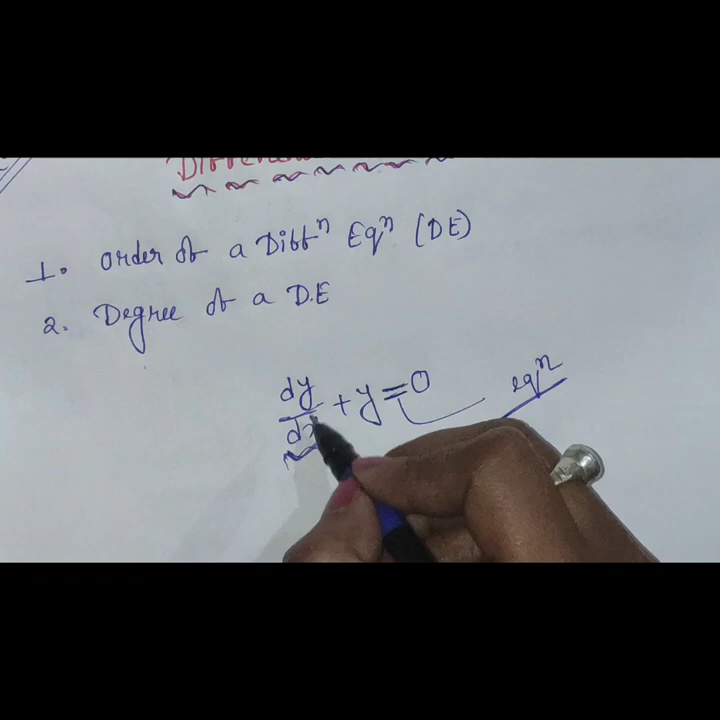 1. Order of a Diffⁿ Eqⁿ (DE)
2. Degree of a D.E
dy/dx + y = 0
eqⁿ